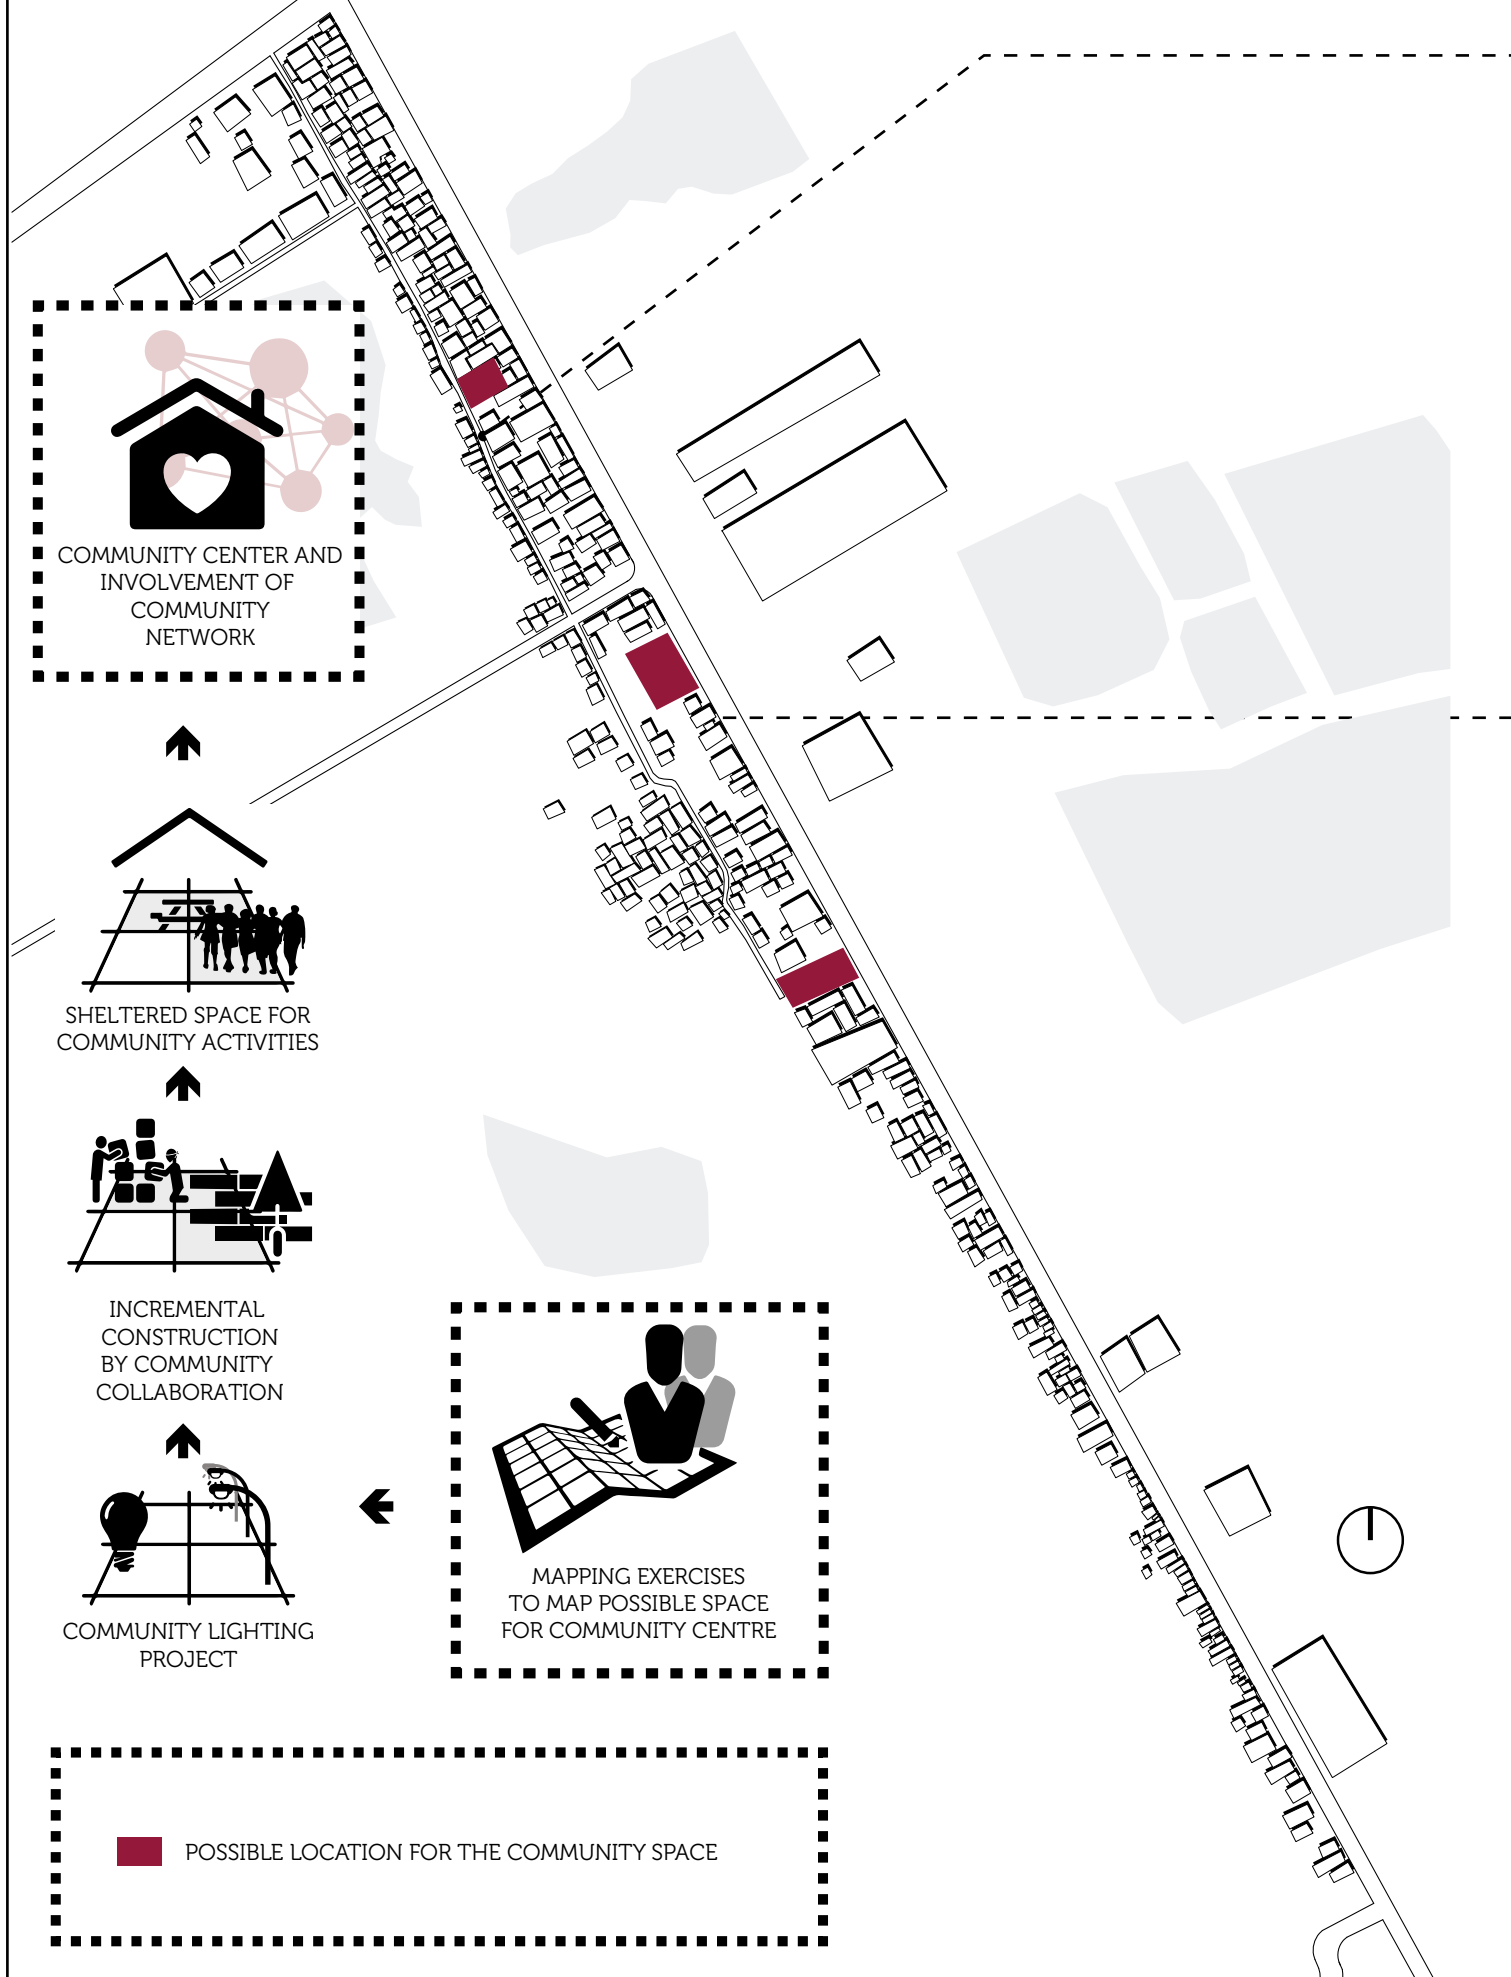 COMMUNITY CENTER AND
INVOLVEMENT OF
COMMUNITY
NETWORK
SHELTERED SPACE FOR
COMMUNITY ACTIVITIES
INCREMENTAL
CONSTRUCTION
BY COMMUNITY
COLLABORATION
COMMUNITY LIGHTING
PROJECT
MAPPING EXERCISES
TO MAP POSSIBLE SPACE
FOR COMMUNITY CENTRE
POSSIBLE LOCATION FOR THE COMMUNITY SPACE